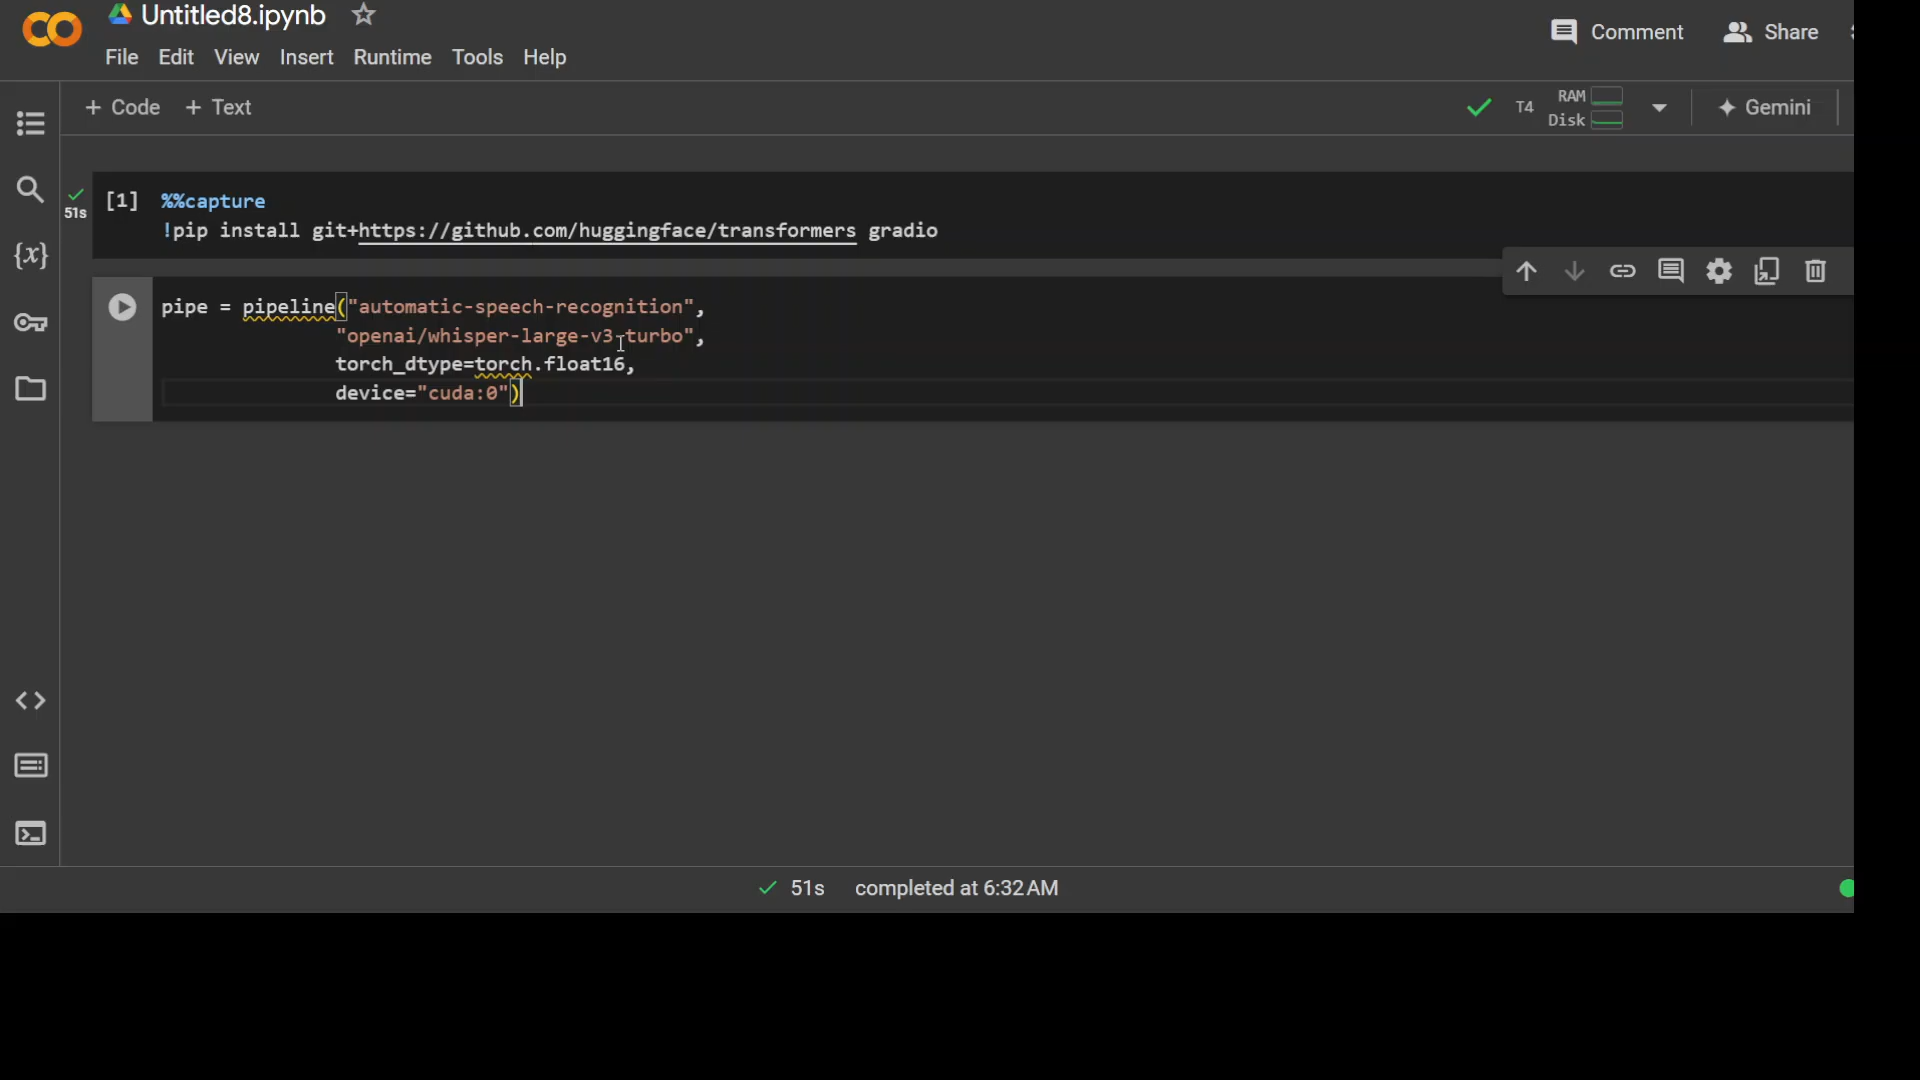 Untitled8.ipynb
File Edit View Insert Runtime Tools Help
Comment Share
+ Code + Text
T4 RAM
Disk
Gemini
51s
[1] %%capture
!pip install git+https://github.com/huggingface/transformers gradio
{x}
pipe = pipeline("automatic-speech-recognition",
"openai/whisper-large-v3-turbo",
torch_dtype=torch.float16,
device="cuda:0")
51s completed at 6:32 AM